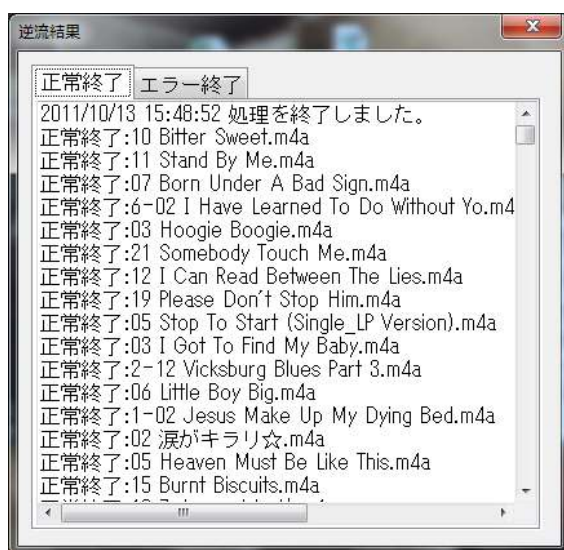 逆流結果
正常終了 エラー終了
2011/10/13 15:48:52 処理を終了しました。
正常終了:10 Bitter Sweet.m4a
正常終了:11 Stand By Me.m4a
正常終了:07 Born Under A Bad Sign.m4a
正常終了:6-02 I Have Learned To Do Without Yo.m4
正常終了:03 Hoogie Boogie.m4a
正常終了:21 Somebody Touch Me.m4a
正常終了:12 I Can Read Between The Lies.m4a
正常終了:19 Please Don't Stop Him.m4a
正常終了:05 Stop To Start (Single_LP Version).m4a
正常終了:03 I Got To Find My Baby.m4a
正常終了:2-12 Vicksburg Blues Part 3.m4a
正常終了:06 Little Boy Big.m4a
正常終了:1-02 Jesus Make Up My Dying Bed.m4a
正常終了:02 涙がキラリ☆.m4a
正常終了:05 Heaven Must Be Like This.m4a
正常終了:15 Burnt Biscuits.m4a